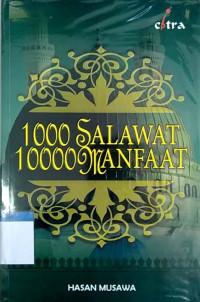 citra
1000 SALAWAT
10000 MANFAAT
HASAN MUSAWA